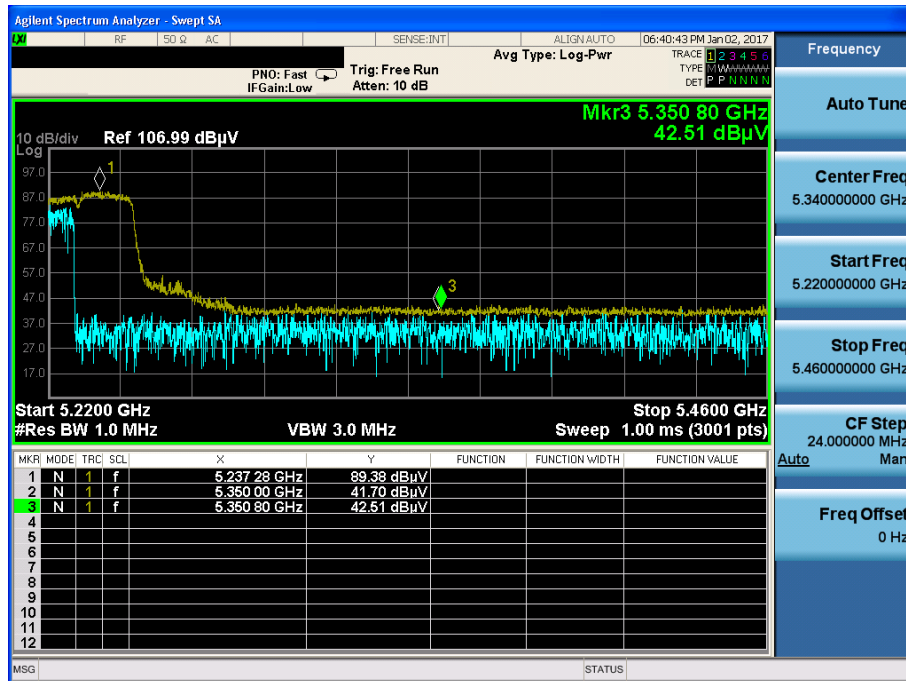 Agilent Spectrum Analyzer - Swept SA
LXI RF 50 Ω AC SENSE:INT ALIGN AUTO 06:40:43 PM Jan 02, 2017
Avg Type: Log-Pwr TRACE 1 2 3 4 5 6
PNO: Fast Trig: Free Run TYPE MWWWWW
IFGain:Low Atten: 10 dB DET P P N N N N
Mkr3 5.350 80 GHz
42.51 dBµV
10 dB/div Ref 106.99 dBµV
Log
97.0
87.0
77.0
67.0
57.0
47.0
37.0
27.0
17.0
1
3
Start 5.2200 GHz Stop 5.4600 GHz
#Res BW 1.0 MHz VBW 3.0 MHz Sweep 1.00 ms (3001 pts)
MKR MODE TRC SCL X Y FUNCTION FUNCTION WIDTH FUNCTION VALUE
1 N 1 f 5.237 28 GHz 89.38 dBµV
2 N 1 f 5.350 00 GHz 41.70 dBµV
3 N 1 f 5.350 80 GHz 42.51 dBµV
4
5
6
7
8
9
10
11
12
MSG STATUS
Frequency
Auto Tune
Center Freq
5.340000000 GHz
Start Freq
5.220000000 GHz
Stop Freq
5.460000000 GHz
CF Step
24.000000 MHz
Auto Man
Freq Offset
0 Hz